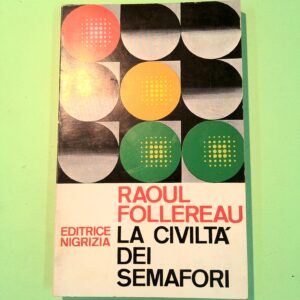 RAOUL
FOLLEREAU
EDITRICE
NIGRIZIA
LA CIVILTA'
DEI
SEMAFORI